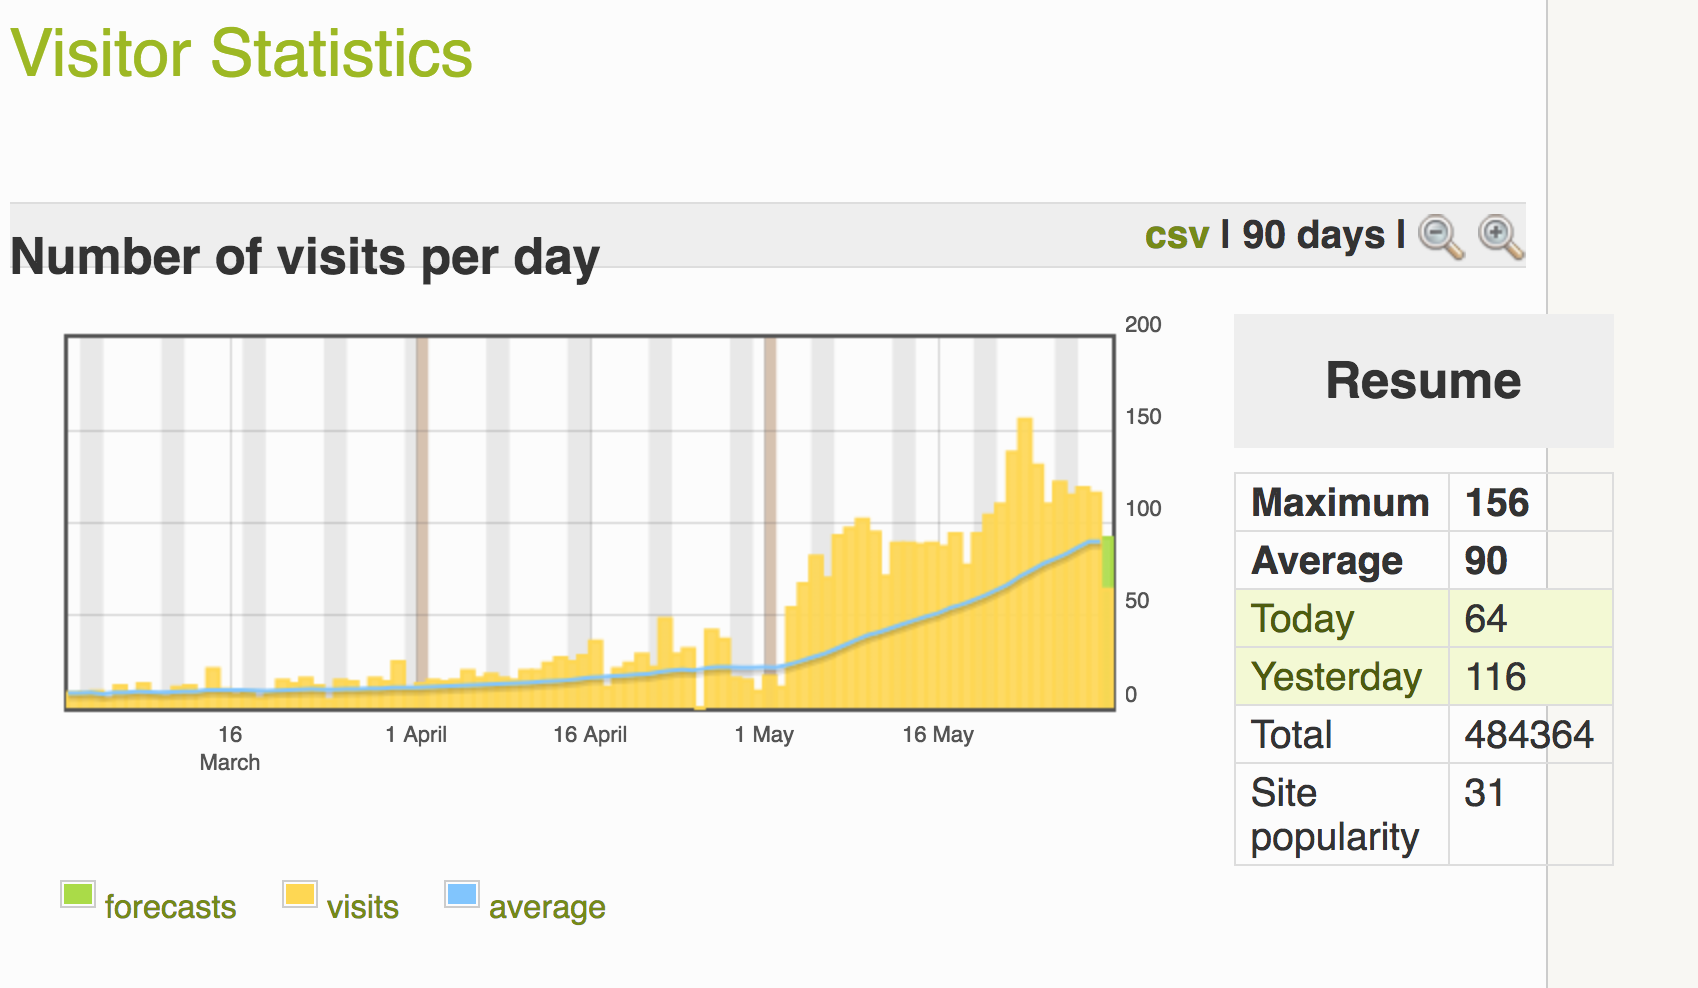 Visitor Statistics
Number of visits per day
csv | 90 days |
200
150
100
50
0
16
March
1 April
16 April
1 May
16 May
forecasts
visits
average
Resume
Maximum 156
Average 90
Today 64
Yesterday 116
Total 484364
Site
popularity 31